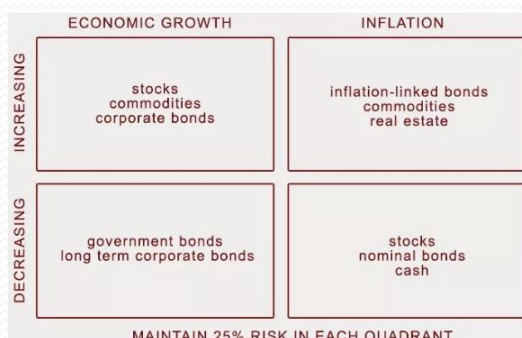 ECONOMIC GROWTH
INFLATION
INCREASING
stocks
commodities
corporate bonds
inflation-linked bonds
commodities
real estate
DECREASING
government bonds
long term corporate bonds
stocks
nominal bonds
cash
MAINTAIN 25% RISK IN EACH QUADRANT